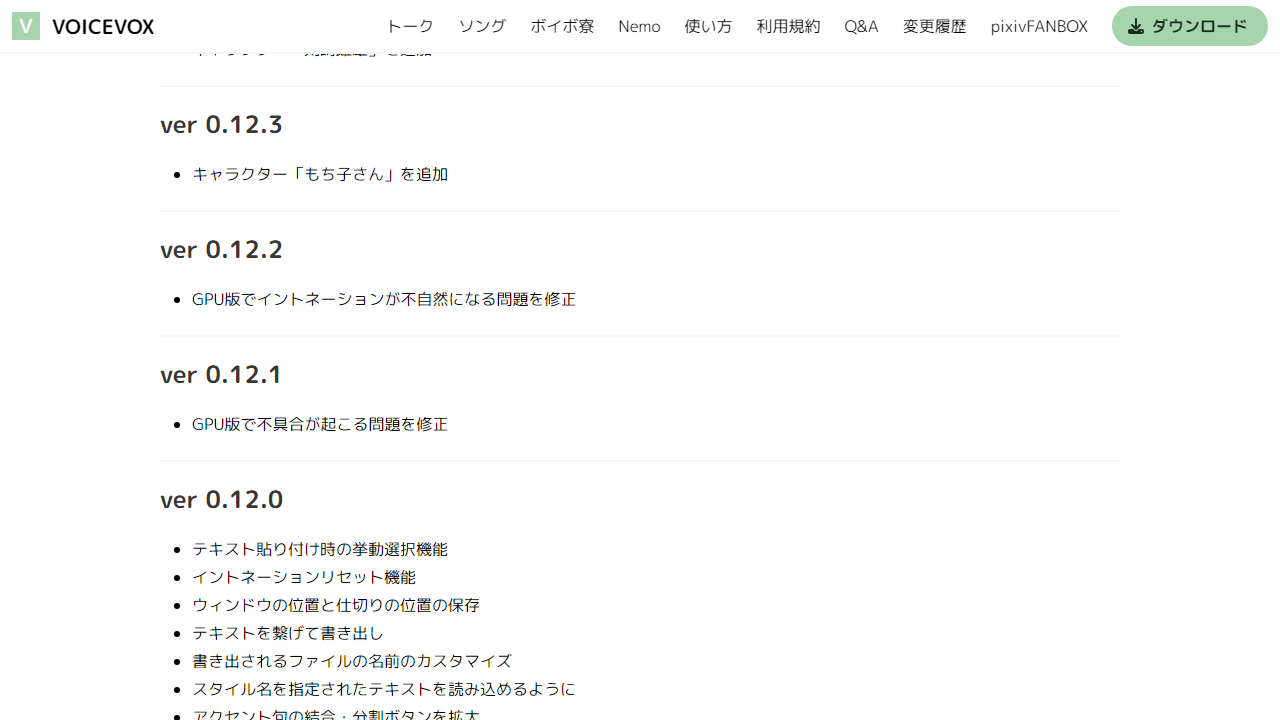 V VOICEVOX トーク ソング ボイボ寮 Nemo 使い方 利用規約 Q&A 変更履歴 pixivFANBOX ダウンロード
ver 0.12.3
キャラクター「もち子さん」を追加
ver 0.12.2
GPU版でイントネーションが不自然になる問題を修正
ver 0.12.1
GPU版で不具合が起こる問題を修正
ver 0.12.0
テキスト貼り付け時の挙動選択機能
イントネーションリセット機能
ウィンドウの位置と仕切りの位置の保存
テキストを繋げて書き出し
書き出されるファイルの名前のカスタマイズ
スタイル名を指定されたテキストを読み込めるように
アクセント句の結合・分割ボタンを拡大